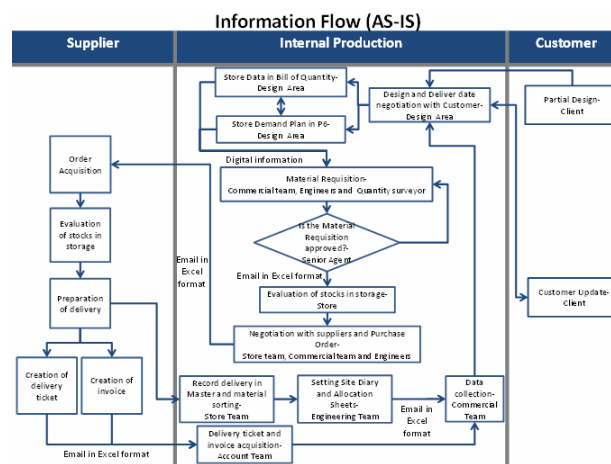 Information Flow (AS-IS)
Supplier
Internal Production
Customer
Store Data in Bill of Quantity-
Design Area
Store Demand Plan in P6-
Design Area
Design and Deliver date
negotiation with Customer-
Design Area
Partial Design-
Client
Digital information
Order
Acquisition
Material Requisition-
Commercial team, Engineers and Quantity surveyor
Evaluation
of stocks in
storage
Is the Material
Requisition
approved?-
Senior Agent
Email in
Excel
format
Email in Excel format
Preparation
of delivery
Evaluation of stocks in storage-
Store
Customer Update-
Client
Negotiation with suppliers and Purchase
Order-
Store team, Commercial team and Engineers
Creation of
delivery
ticket
Creation of
invoice
Record delivery in
Master and material
sorting-
Store Team
Setting Site Diary
and Allocation
Sheets-
Engineering Team
Email in
Excel
format
Data
collection-
Commercial
Team
Email in Excel format
Delivery ticket and
invoice acquisition-
Account Team